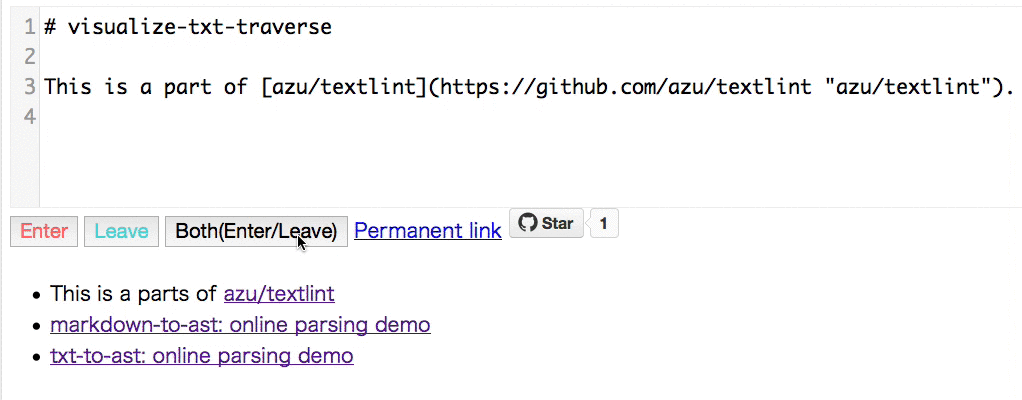 1 # visualize-txt-traverse
2
3 This is a part of [azu/textlint](https://github.com/azu/textlint "azu/textlint").
4
Enter Leave Both(Enter/Leave) Permanent link Star 1
• This is a parts of azu/textlint
• markdown-to-ast: online parsing demo
• txt-to-ast: online parsing demo